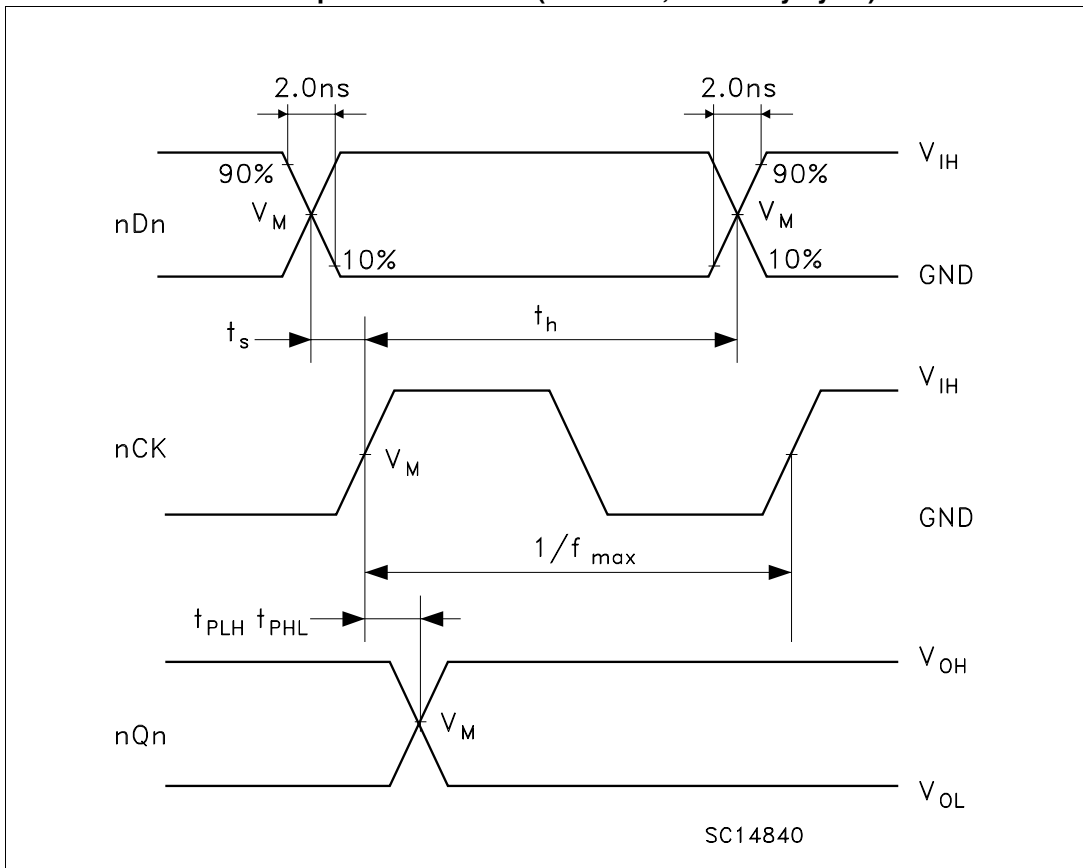 2.0ns 2.0ns
90% 90% V_IH
nDn V_M V_M
10% 10% GND
t_s t_h
V_IH
nCK V_M
GND
1/f max
t_PLH t_PHL
V_OH
nQn V_M
V_OL
SC14840